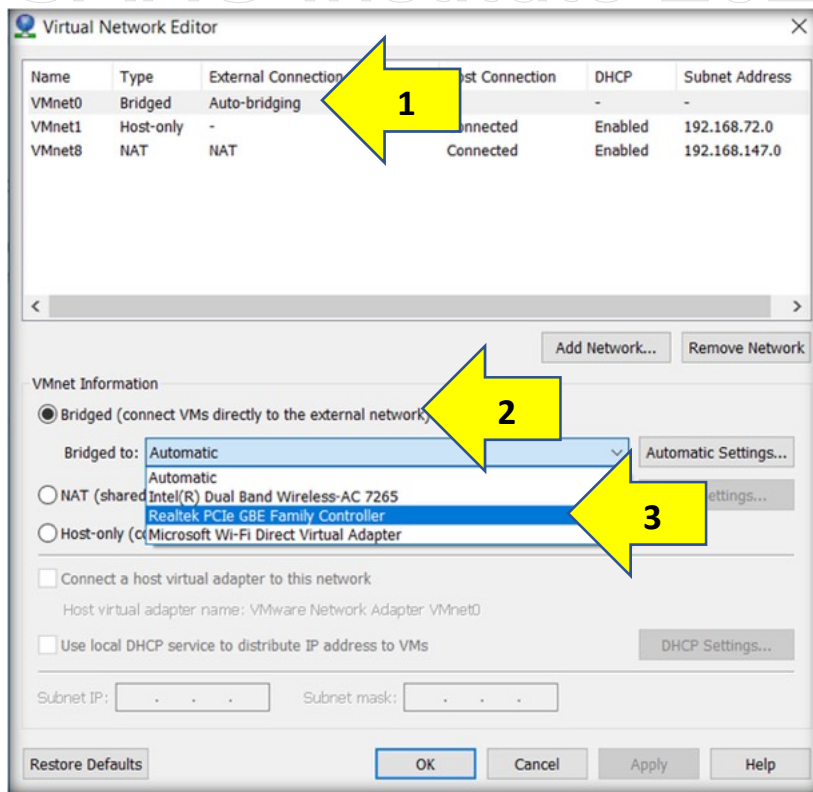 Virtual Network Editor
Name Type External Connection Host Connection DHCP Subnet Address
VMnet0 Bridged Auto-bridging - -
1
VMnet1 Host-only - Connected Enabled 192.168.72.0
VMnet8 NAT NAT Connected Enabled 192.168.147.0
Add Network... Remove Network
VMnet Information
Bridged (connect VMs directly to the external network)
2
Bridged to: Automatic Automatic Settings...
Automatic
NAT (shared Intel(R) Dual Band Wireless-AC 7265 ettings...
Realtek PCIe GBE Family Controller
3
Host-only (co Microsoft Wi-Fi Direct Virtual Adapter
Connect a host virtual adapter to this network
Host virtual adapter name: VMware Network Adapter VMnet0
Use local DHCP service to distribute IP address to VMs DHCP Settings...
Subnet IP: . . . Subnet mask: . . .
Restore Defaults OK Cancel Apply Help